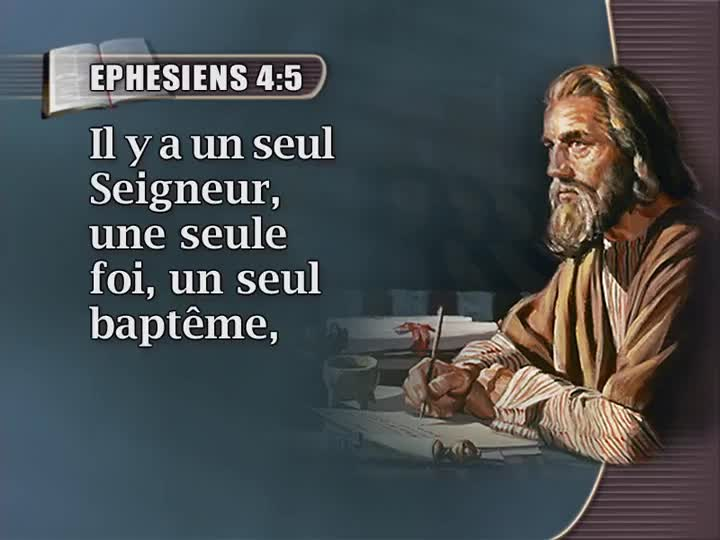 EPHESIENS 4:5
Il y a un seul
Seigneur,
une seule
foi, un seul
baptême,